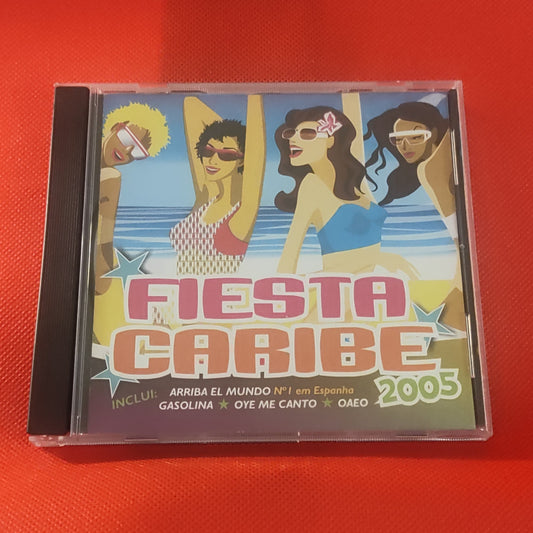 FIESTA
CARIBE
2005
INCLUI: ARRIBA EL MUNDO Nº1 em Espanha
GASOLINA ★ OYE ME CANTO ★ OAEO